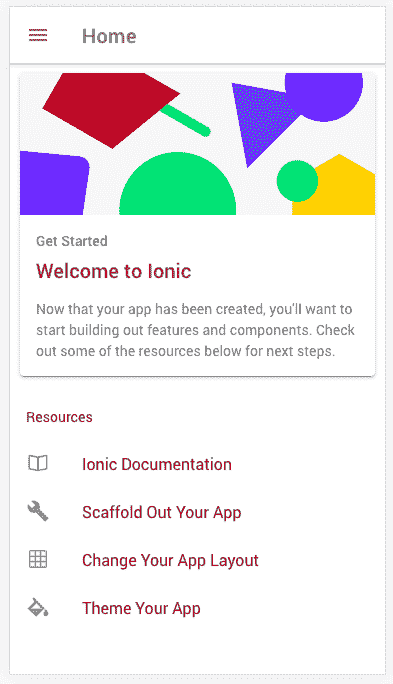 Home
Get Started
Welcome to Ionic
Now that your app has been created, you'll want to
start building out features and components. Check
out some of the resources below for next steps.
Resources
Ionic Documentation
Scaffold Out Your App
Change Your App Layout
Theme Your App